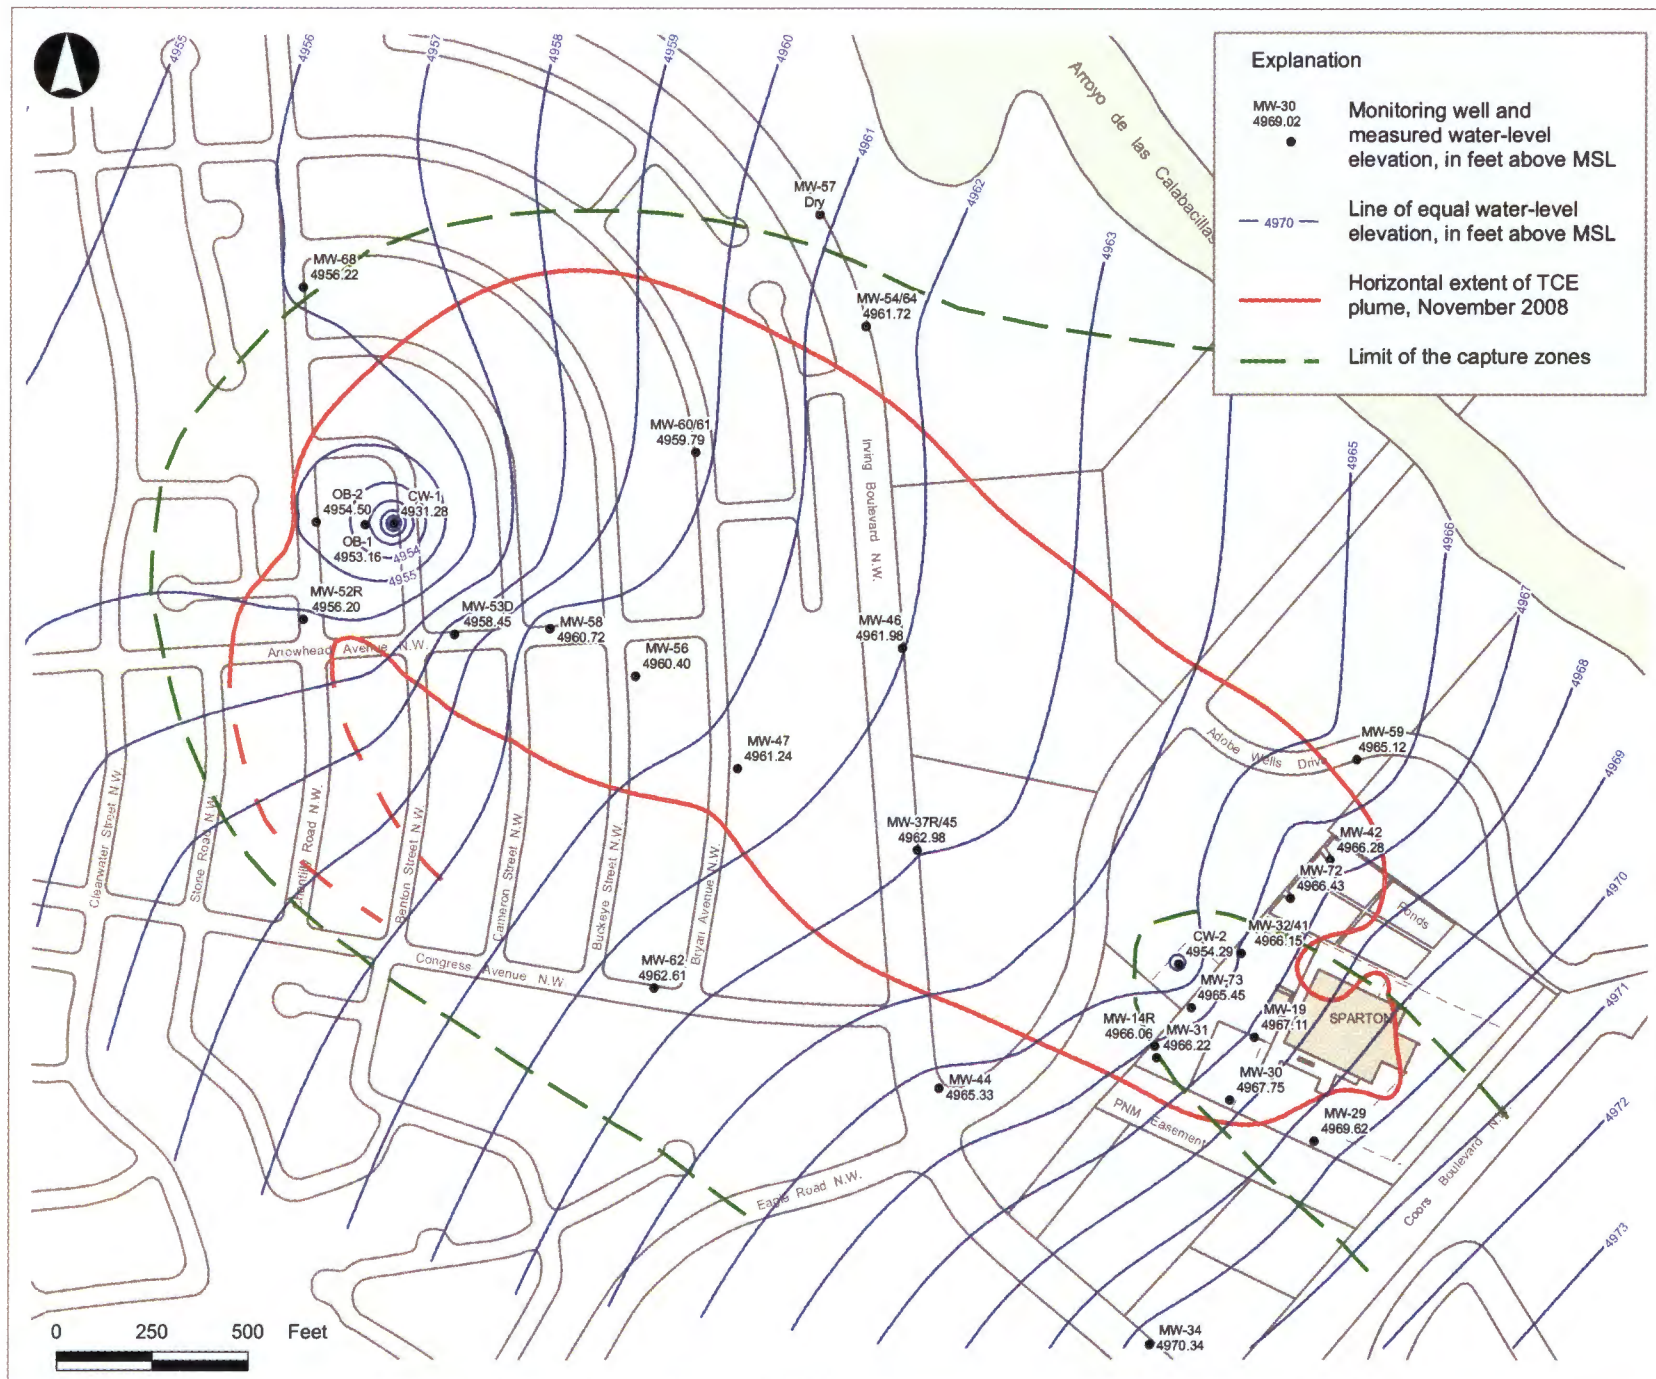 4955
4956
4957
4958
4959
4960
4961
4962
4963
Arroyo de las Calabacillas
Explanation
MW-30
4969.02
Monitoring well and
measured water-level
elevation, in feet above MSL
4970
Line of equal water-level
elevation, in feet above MSL
Horizontal extent of TCE
plume, November 2008
Limit of the capture zones
MW-57
Dry
MW-68
4956.22
MW-54/64
4961.72
MW-60/61
4959.79
Irving Boulevard N.W.
4965
4966
4967
4968
4969
4970
4971
4972
4973
OB-2
4954.50
CW-1
4931.28
OB-1
4953.16
4954
4955
MW-52R
4956.20
MW-53D
4958.45
MW-58
4960.72
MW-46
4961.98
Arrowhead Avenue N.W.
MW-56
4960.40
MW-47
4961.24
Adobe Wells Drive
MW-59
4965.12
MW-37R/45
4962.98
MW-42
4966.28
MW-72
4966.43
Ponds
Clearwater Street N.W.
Stone Road N.W.
Road N.W.
Benton Street N.W.
Cameron Street N.W.
Buckeye Street N.W.
Bryan Avenue N.W.
MW-32/41
4966.15
CW-2
4954.29
MW-62
4962.61
Congress Avenue N.W.
MW-73
4965.45
MW-14R
4966.06
MW-31
4966.22
MW-19
4967.11
SPARTON
MW-44
4965.33
MW-30
4967.75
MW-29
4969.62
PNM Easement
Coors Boulevard N.
Eagle Road N.W.
MW-34
4970.34
0 250 500 Feet